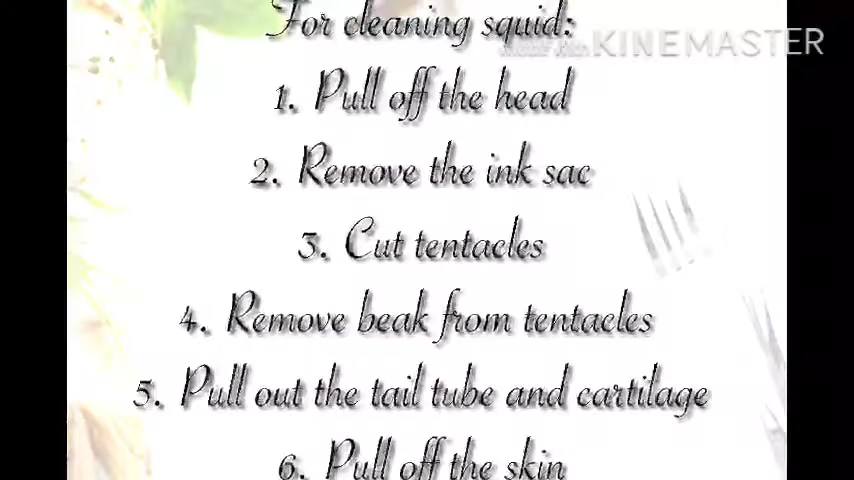 For cleaning squid:
KINEMASTER
1. Pull off the head
2. Remove the ink sac
3. Cut tentacles
4. Remove beak from tentacles
5. Pull out the tail tube and cartilage
6. Pull off the skin